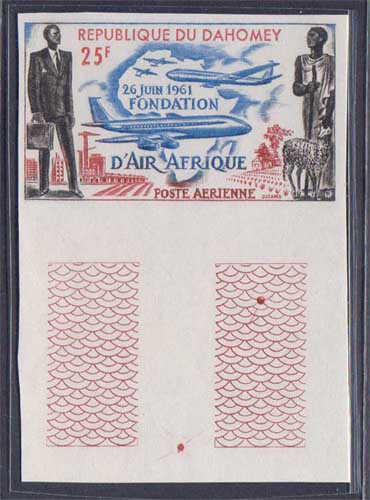 REPUBLIQUE DU DAHOMEY
25F
26 JUIN 1961
FONDATION
D'AIR AFRIQUE
POSTE AERIENNE